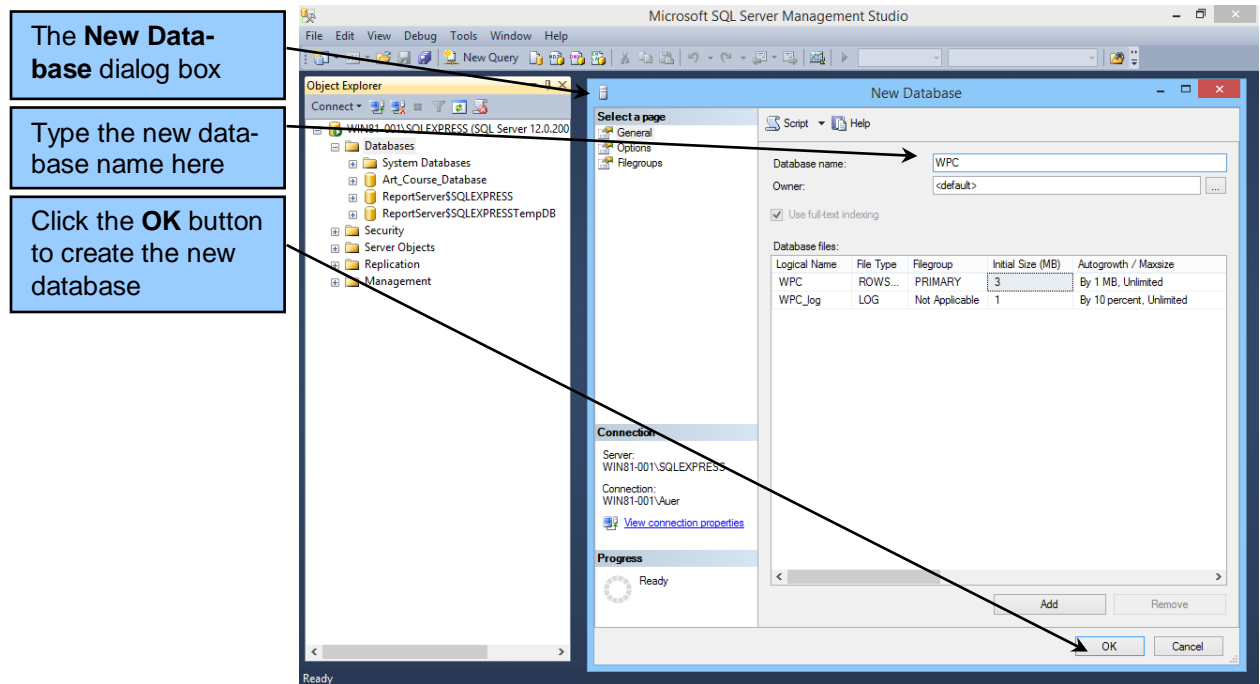 The New Data-
base dialog box
Type the new data-
base name here
Click the OK button
to create the new
database
Microsoft SQL Server Management Studio
File Edit View Debug Tools Window Help
New Query
Object Explorer
Connect
WIN81-001\SQLEXPRESS (SQL Server 12.0.200
Databases
System Databases
Art_Course_Database
ReportServer$SQLEXPRESS
ReportServer$SQLEXPRESSTempDB
Security
Server Objects
Replication
Management
Ready
New Database
Select a page
General
Options
Filegroups
Connection
Server:
WIN81-001\SQLEXPRESS
Connection:
WIN81-001\Auer
View connection properties
Progress
Ready
Script Help
Database name: WPC
Owner: <default>
...
Use full-text indexing
Database files:
Logical Name File Type Filegroup Initial Size (MB) Autogrowth / Maxsize
WPC ROWS... PRIMARY 3 By 1 MB, Unlimited
WPC_log LOG Not Applicable 1 By 10 percent, Unlimited
Add Remove
OK Cancel